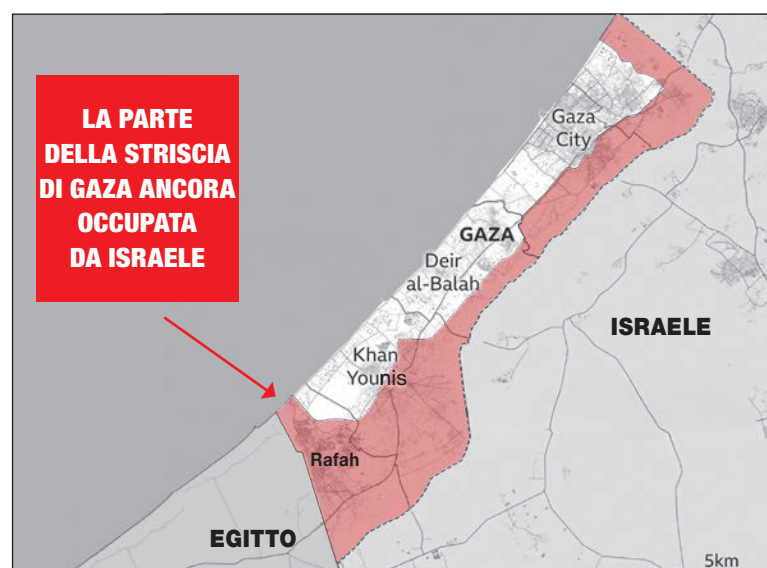 LA PARTE
DELLA STRISCIA
DI GAZA ANCORA
OCCUPATA
DA ISRAELE
Gaza
City
GAZA
Deir
al-Balah
ISRAELE
Khan
Younis
Rafah
EGITTO
5km